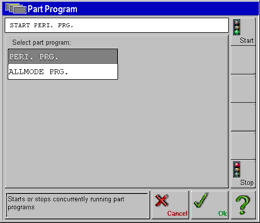 Part Program
START PERI. PRG.
Start
Select part program:
PERI. PRG.
ALLMODE PRG.
Stop
Starts or stops concurrently running part
programs
Cancel
Ok
?